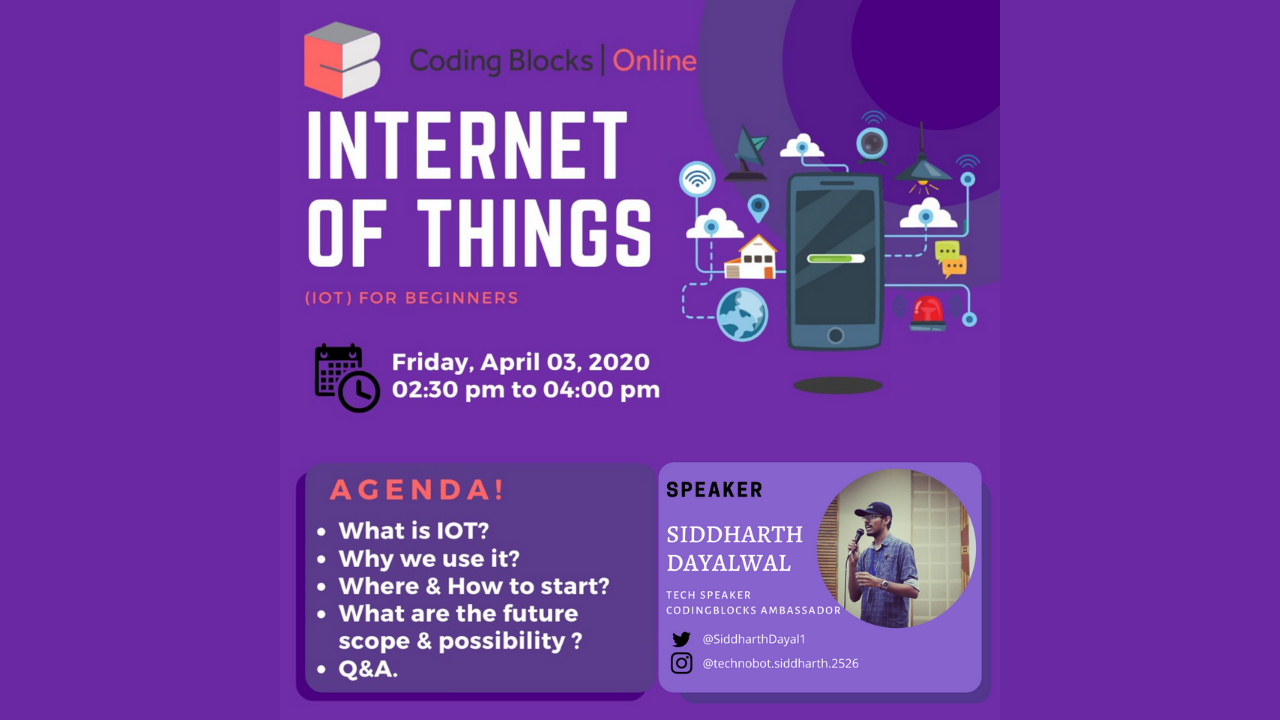 Coding Blocks | Online
INTERNET
OF THINGS
(IOT) FOR BEGINNERS
Friday, April 03, 2020
02:30 pm to 04:00 pm
AGENDA!
• What is IOT?
• Why we use it?
• Where & How to start?
• What are the future
scope & possibility ?
• Q&A.
SPEAKER
SIDDHARTH
DAYALWAL
TECH SPEAKER
CODINGBLOCKS AMBASSADOR
@SiddharthDayal1
@technobot.siddharth.2526